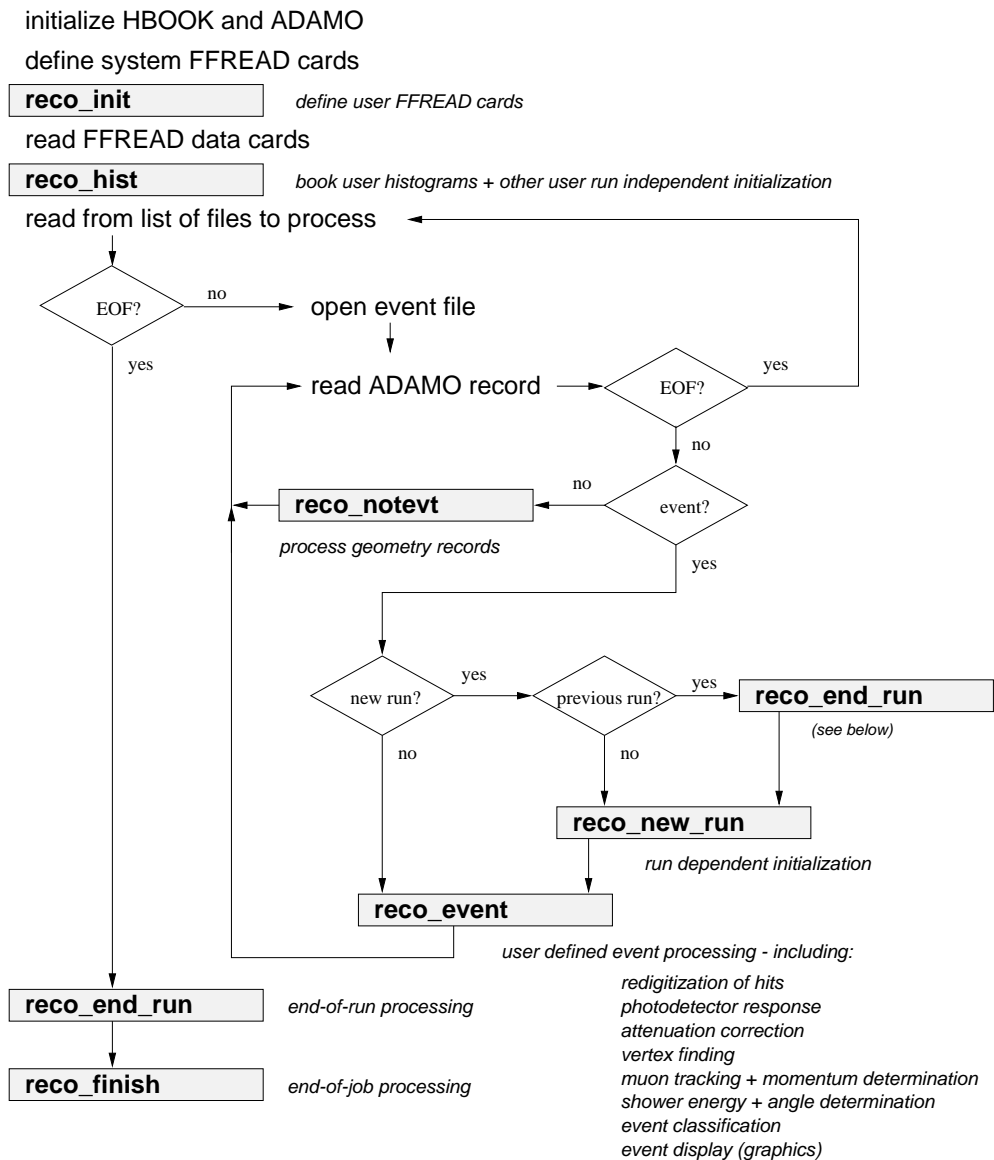 initialize HBOOK and ADAMO
define system FFREAD cards
reco_init
define user FFREAD cards
read FFREAD data cards
reco_hist
book user histograms + other user run independent initialization
read from list of files to process
EOF?
no
open event file
yes
read ADAMO record
EOF?
yes
no
event?
no
reco_notevt
process geometry records
yes
new run?
yes
previous run?
yes
reco_end_run
(see below)
no
no
reco_new_run
run dependent initialization
reco_event
user defined event processing - including:
redigitization of hits
photodetector response
attenuation correction
vertex finding
muon tracking + momentum determination
shower energy + angle determination
event classification
event display (graphics)
reco_end_run
end-of-run processing
reco_finish
end-of-job processing